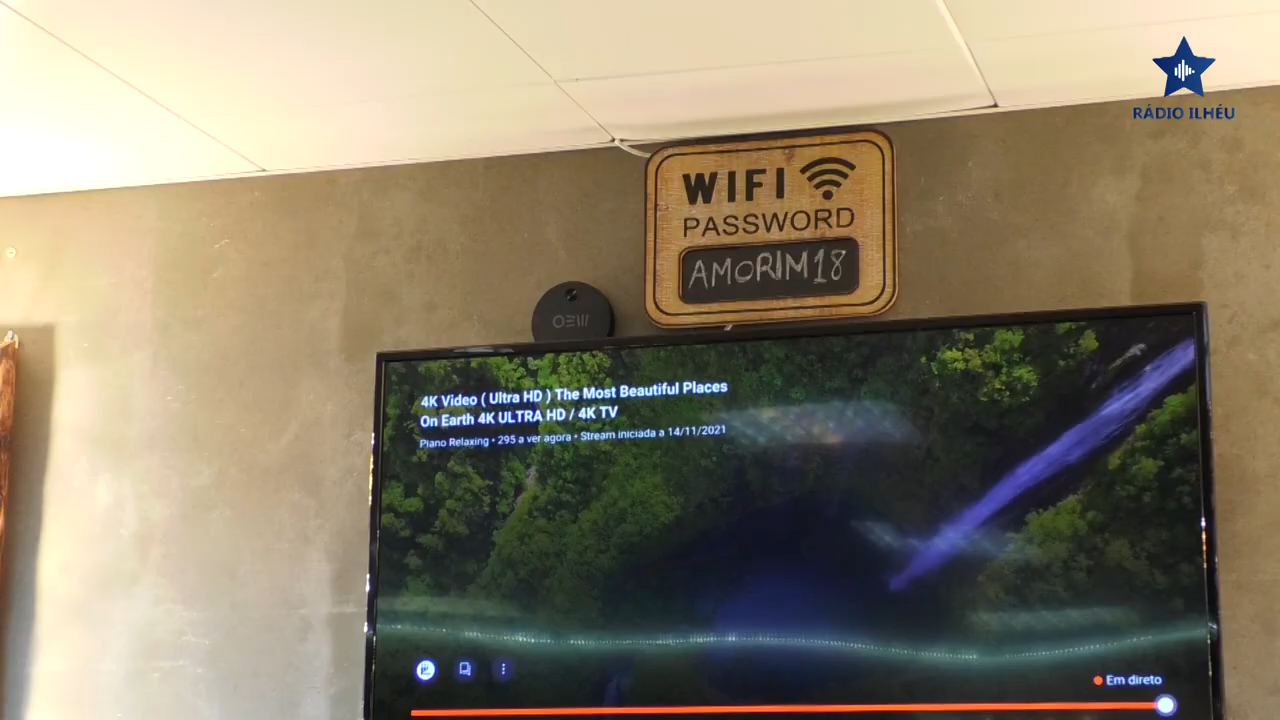 RÁDIO ILHÉU
WIFI
PASSWORD
AMORIM18
4K Video ( Ultra HD ) The Most Beautiful Places
On Earth 4K ULTRA HD / 4K TV
Piano Relaxing • 295 a ver agora • Stream iniciada a 14/11/2021
Em direto